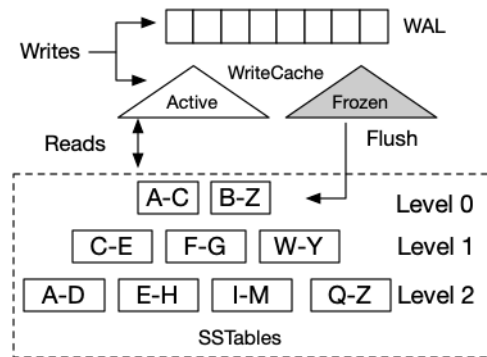 WAL
Writes
WriteCache
Active
Frozen
Reads
Flush
A-C B-Z Level 0
C-E F-G W-Y Level 1
A-D E-H I-M Q-Z Level 2
SSTables